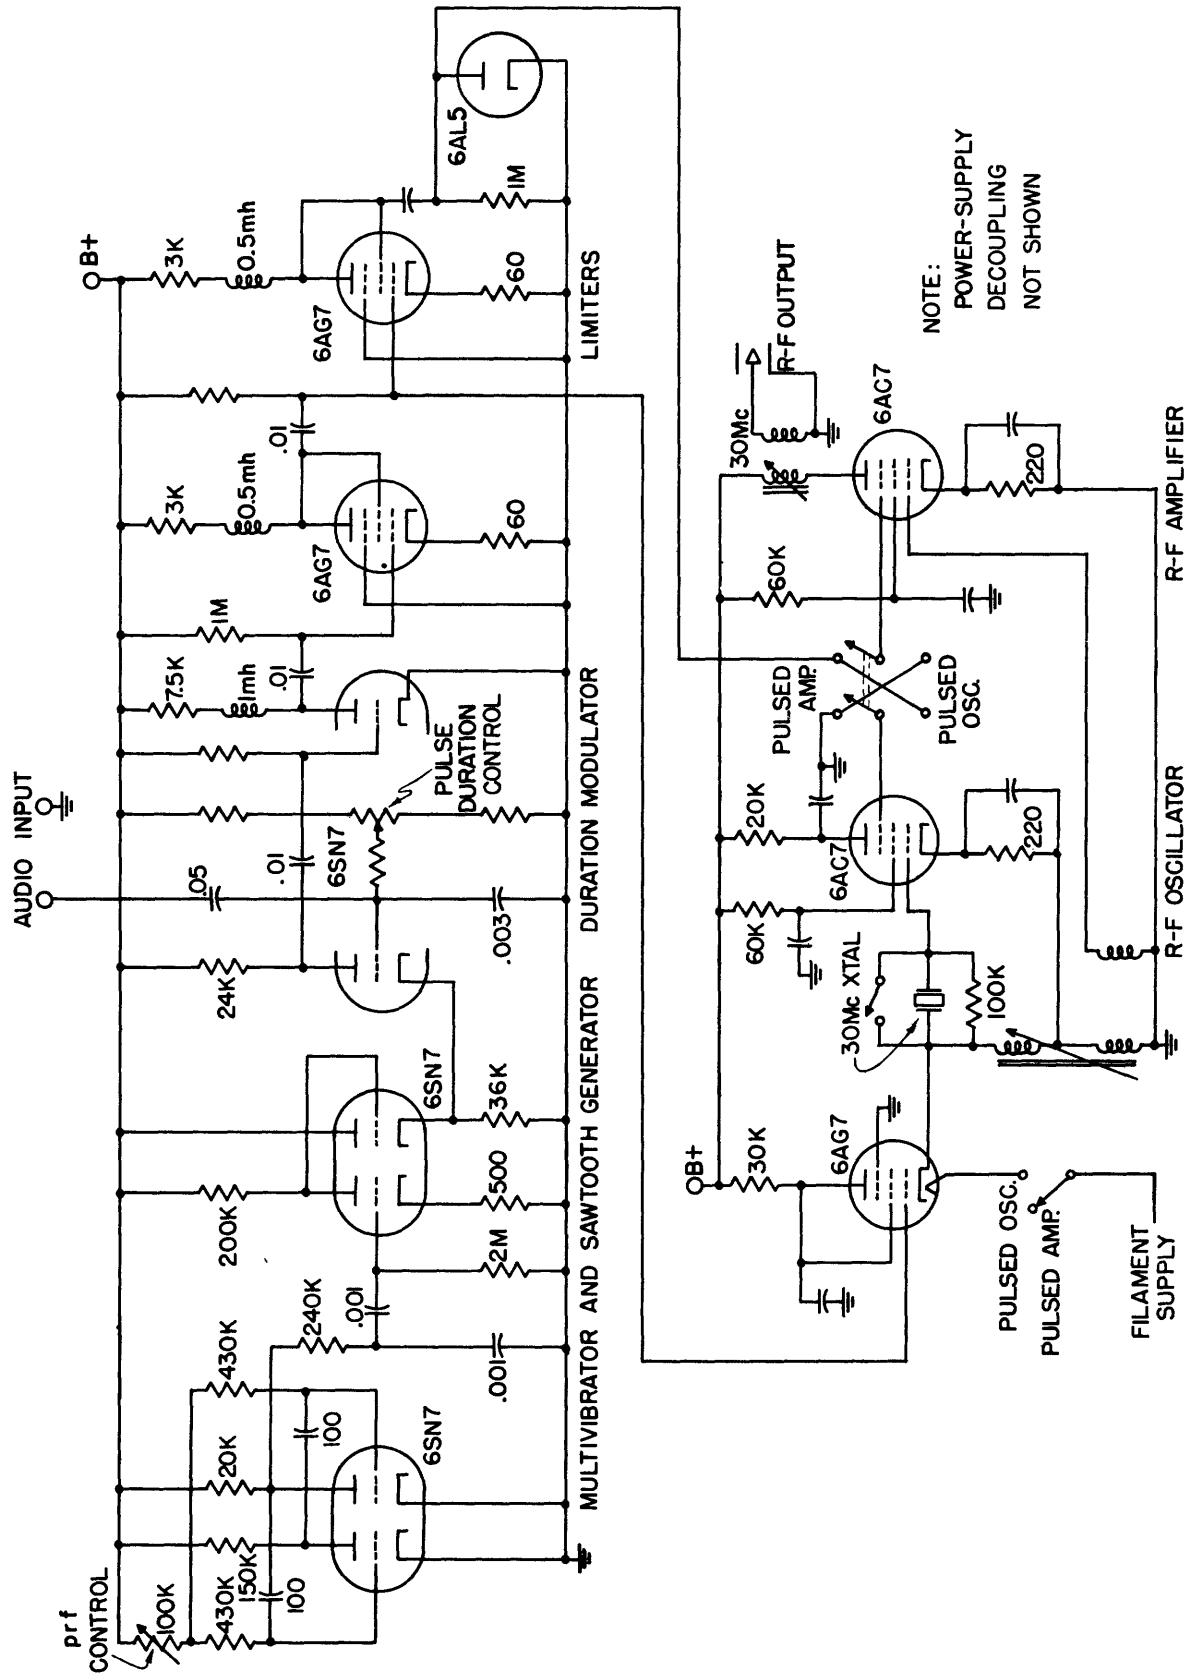 prf
CONTROL
100K
430K
150K
100
20K
430K
100
6SN7
240K
.001
.001
2M
200K
500
6SN7
36K
MULTIVIBRATOR AND SAWTOOTH GENERATOR
AUDIO INPUT
24K
.05
.01
6SN7
.003
PULSE
DURATION
CONTROL
7.5K
1mh
.01
1M
DURATION MODULATOR
3K
0.5mh
6AG7
60
.01
B+
3K
0.5mh
6AG7
60
1M
6AL5
LIMITERS
B+
30K
6AG7
PULSED OSC.
PULSED AMP.
FILAMENT
SUPPLY
30Mc XTAL
100K
60K
20K
6AC7
220
R-F OSCILLATOR
PULSED
AMP.
PULSED
OSC.
60K
30Mc
R-F OUTPUT
6AC7
220
R-F AMPLIFIER
NOTE:
POWER-SUPPLY
DECOUPLING
NOT SHOWN